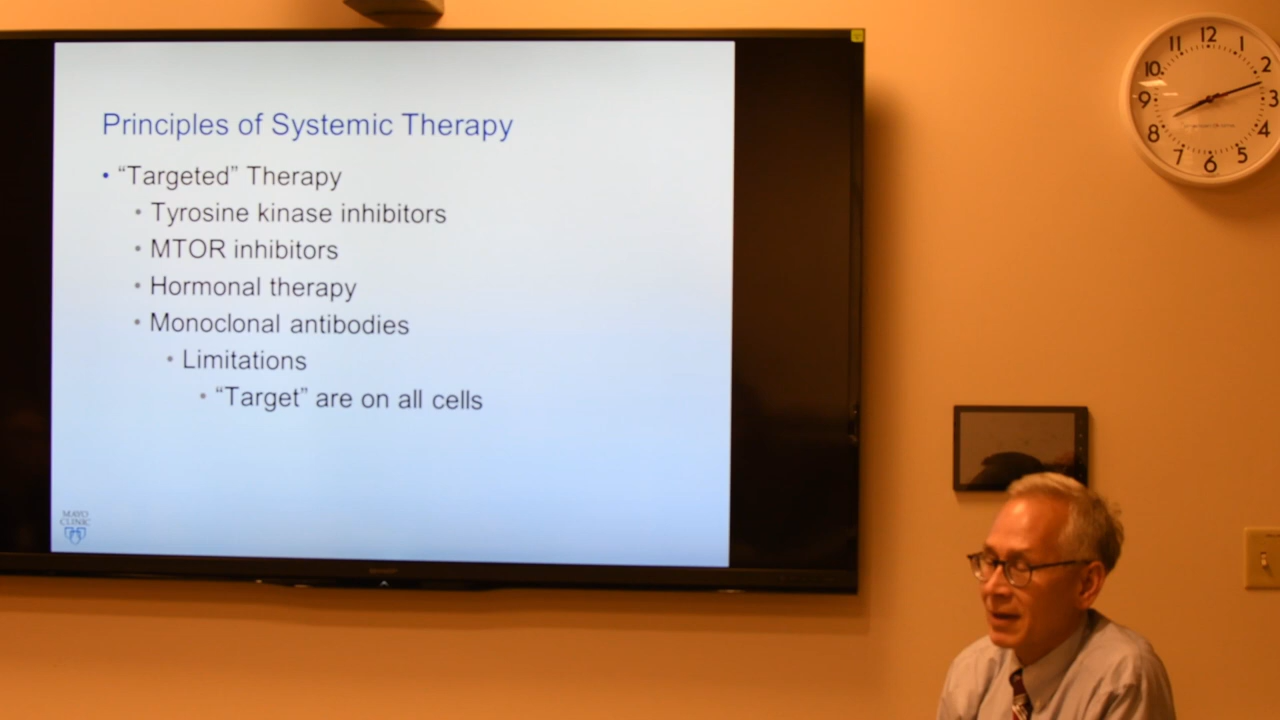 Principles of Systemic Therapy
• “Targeted” Therapy
• Tyrosine kinase inhibitors
• MTOR inhibitors
• Hormonal therapy
• Monoclonal antibodies
• Limitations
• “Target” are on all cells
MAYO
CLINIC
12
1
2
3
4
5
6
7
8
9
10
11